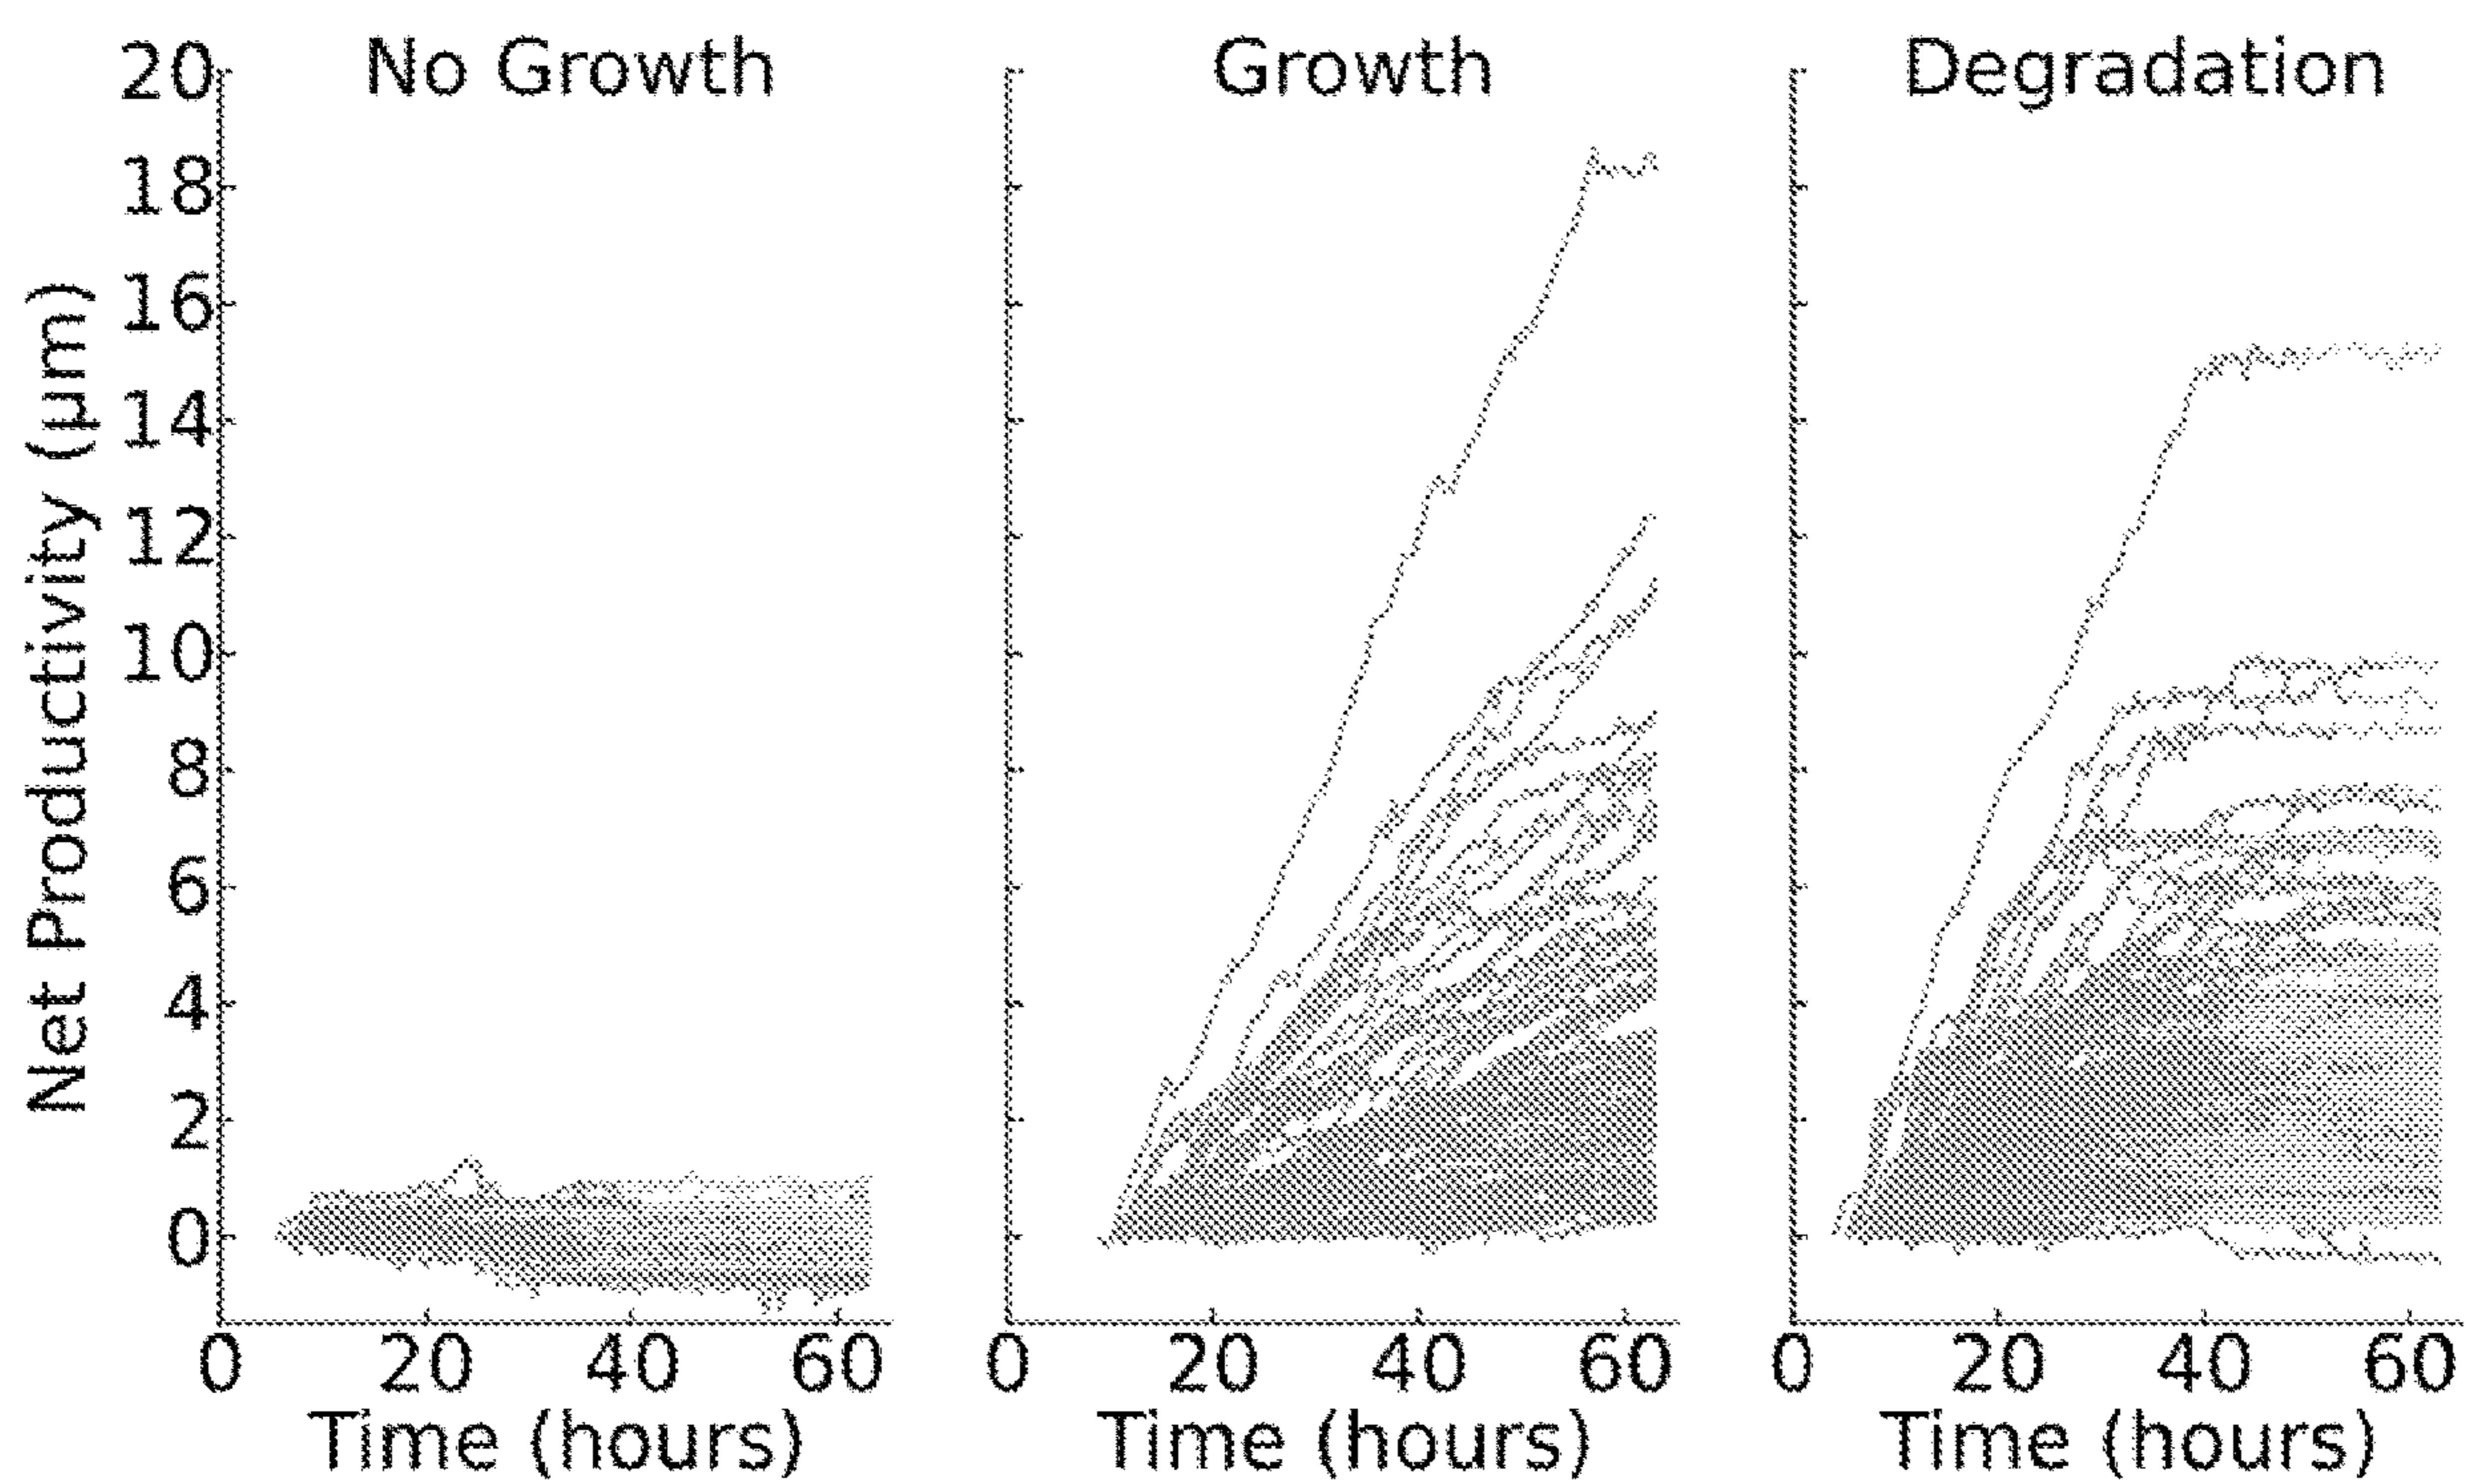 No Growth
Growth
Degradation
Net Productivity (µm)
20
18
16
14
12
10
8
6
4
2
0
0 20 40 60
0 20 40 60
0 20 40 60
Time (hours)
Time (hours)
Time (hours)